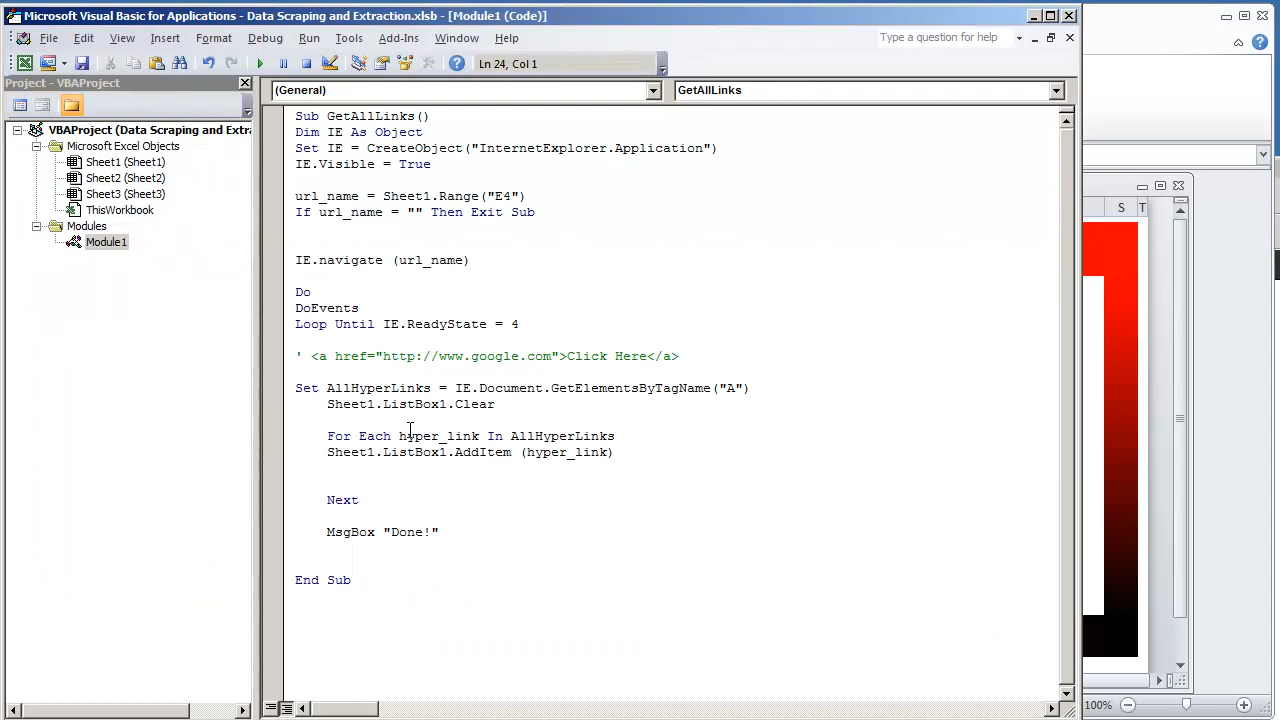 Microsoft Visual Basic for Applications - Data Scraping and Extraction.xlsb - [Module1 (Code)]
File Edit View Insert Format Debug Run Tools Add-Ins Window Help
Type a question for help
Ln 24, Col 1
Project - VBAProject
(General)
GetAllLinks
VBAProject (Data Scraping and Extra
Microsoft Excel Objects
Sheet1 (Sheet1)
Sheet2 (Sheet2)
Sheet3 (Sheet3)
ThisWorkbook
Modules
Module1
Sub GetAllLinks()
Dim IE As Object
Set IE = CreateObject("InternetExplorer.Application")
IE.Visible = True
url_name = Sheet1.Range("E4")
If url_name = "" Then Exit Sub
IE.navigate (url_name)
Do
DoEvents
Loop Until IE.ReadyState = 4
' <a href="http://www.google.com">Click Here</a>
Set AllHyperLinks = IE.Document.GetElementsByTagName("A")
Sheet1.ListBox1.Clear
For Each hyper_link In AllHyperLinks
Sheet1.ListBox1.AddItem (hyper_link)
Next
MsgBox "Done!"
End Sub
S T
100%